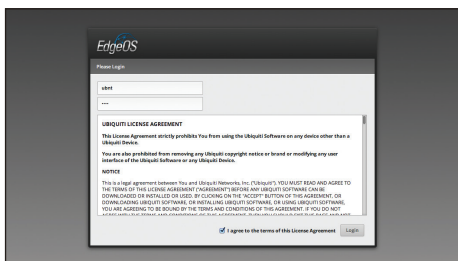 EdgeOS
Please Login
ubnt
····
UBIQUITI LICENSE AGREEMENT
This License Agreement strictly prohibits You from using the Ubiquiti Software on any device other than a
Ubiquiti Device.
You are also prohibited from removing any Ubiquiti copyright notice or brand or modifying any user
interface of the Ubiquiti Software or any Ubiquiti Device.
NOTICE
This is a legal agreement between You and Ubiquiti Networks, Inc. ("Ubiquiti"). YOU MUST READ AND AGREE TO
THE TERMS OF THIS LICENSE AGREEMENT ("AGREEMENT") BEFORE ANY UBIQUITI SOFTWARE CAN BE
DOWNLOADED OR INSTALLED OR USED. BY CLICKING ON THE "ACCEPT" BUTTON OF THIS AGREEMENT, OR
DOWNLOADING UBIQUITI SOFTWARE, OR INSTALLING UBIQUITI SOFTWARE, OR USING UBIQUITI SOFTWARE,
YOU ARE AGREEING TO BE BOUND BY THE TERMS AND CONDITIONS OF THIS AGREEMENT. IF YOU DO NOT
I agree to the terms of this License Agreement Login